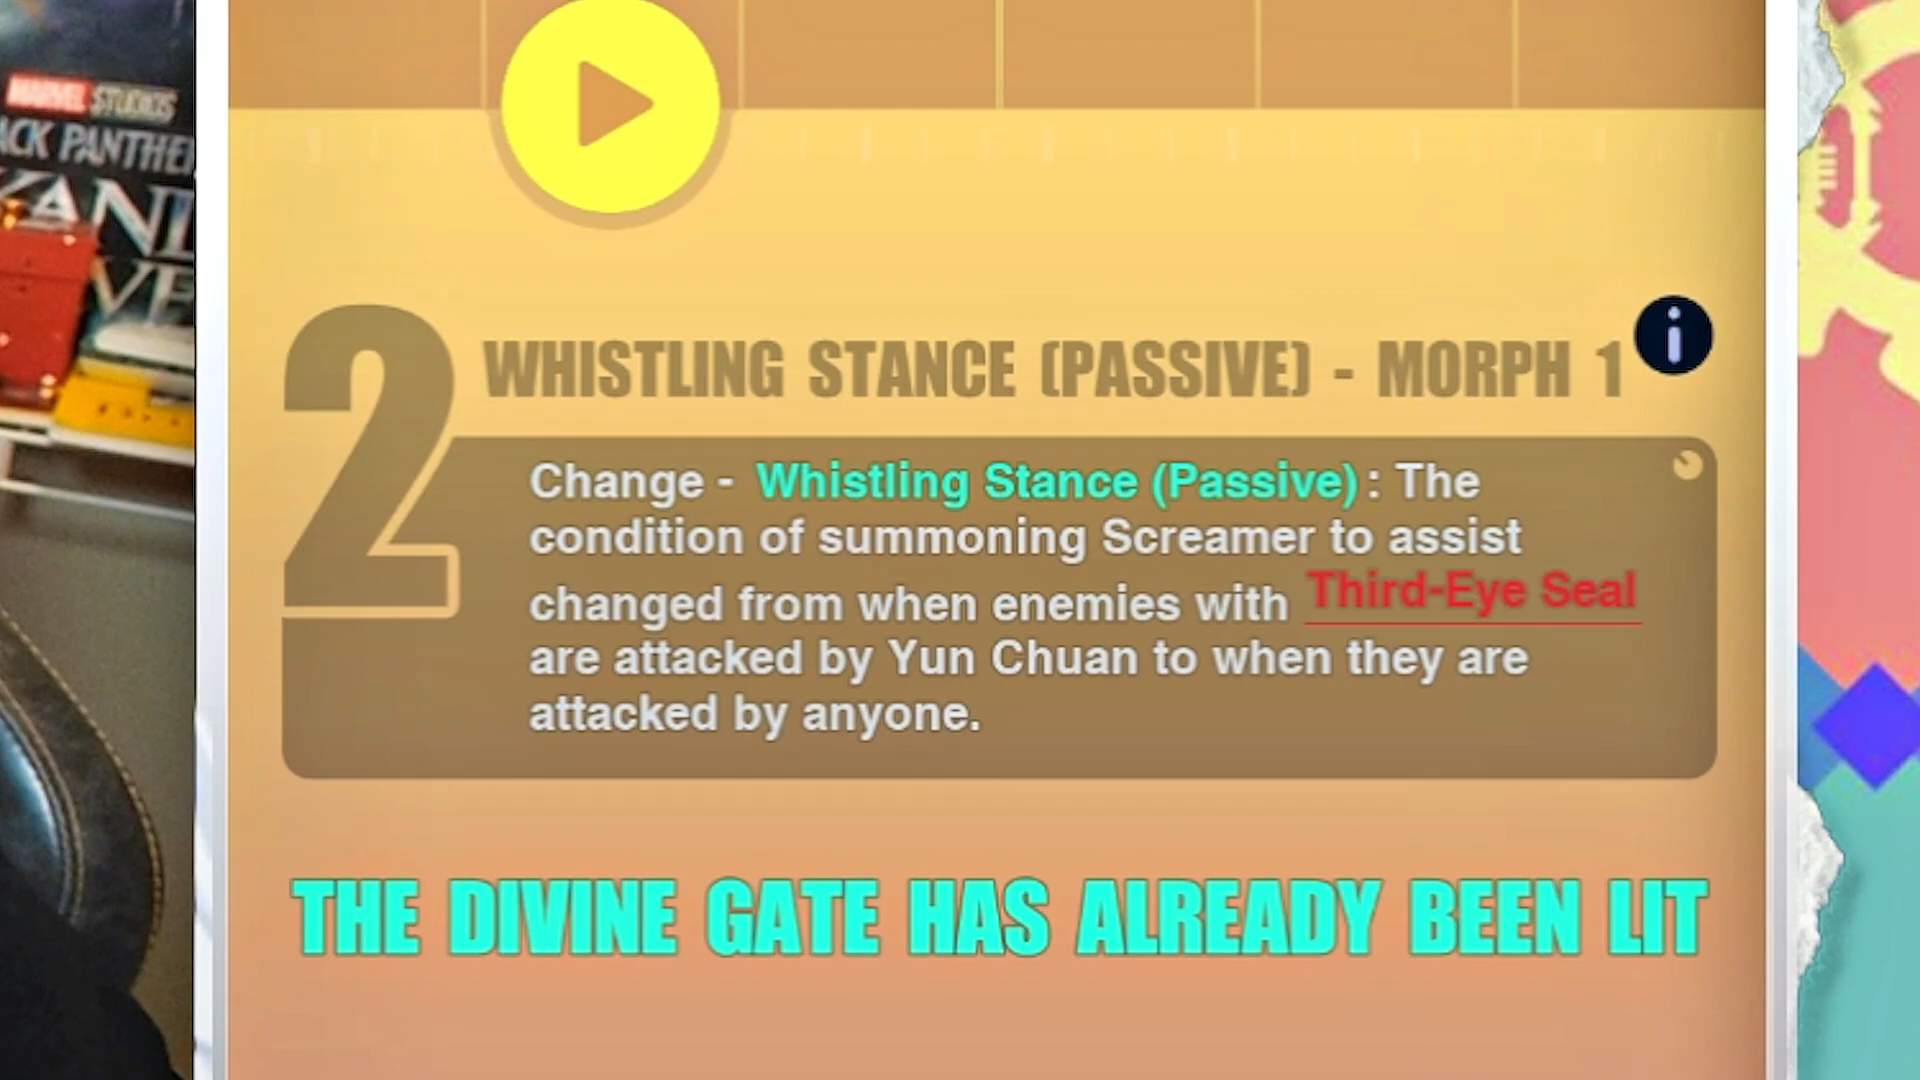 MARVEL STUDIOS
ACK PANTHE
2
WHISTLING STANCE (PASSIVE) - MORPH 1
Change - Whistling Stance (Passive) : The
condition of summoning Screamer to assist
changed from when enemies with Third-Eye Seal
are attacked by Yun Chuan to when they are
attacked by anyone.
THE DIVINE GATE HAS ALREADY BEEN LIT